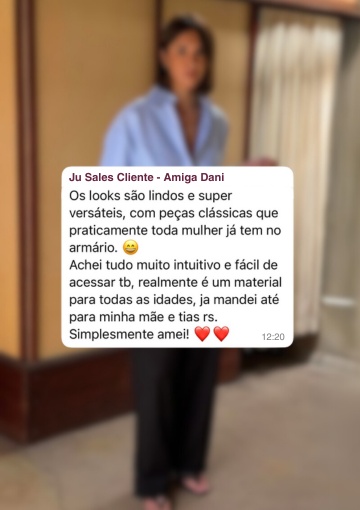 Ju Sales Cliente - Amiga Dani
Os looks são lindos e super
versáteis, com peças clássicas que
praticamente toda mulher já tem no
armário. 😄
Achei tudo muito intuitivo e fácil de
acessar tb, realmente é um material
para todas as idades, ja mandei até
para minha mãe e tias rs.
Simplesmente amei! ❤️❤️
12:20